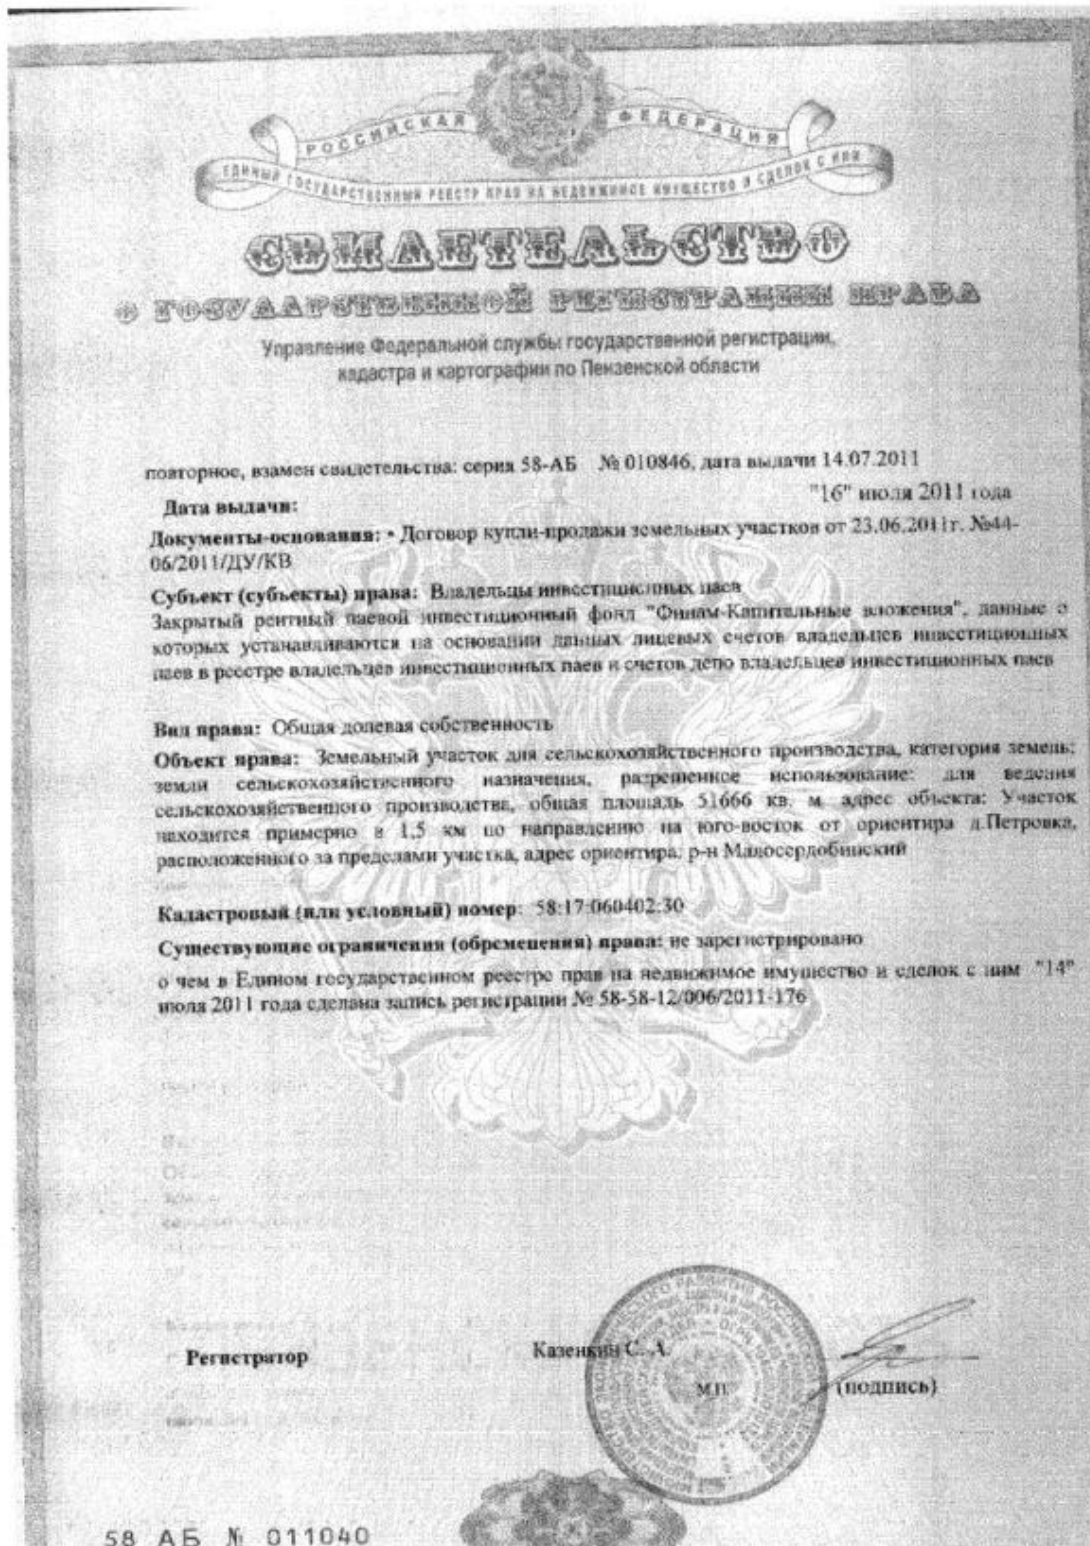 РОССИЙСКАЯ ФЕДЕРАЦИЯ
ЕДИНЫЙ ГОСУДАРСТВЕННЫЙ РЕЕСТР ПРАВ НА НЕДВИЖИМОЕ ИМУЩЕСТВО И СДЕЛОК С НИМ
СВИДЕТЕЛЬСТВО
О ГОСУДАРСТВЕННОЙ РЕГИСТРАЦИИ ПРАВА
Управление Федеральной службы государственной регистрации,
кадастра и картографии по Пензенской области
повторное, взамен свидетельства: серия 58-АБ № 010846, дата выдачи 14.07.2011
Дата выдачи: "16" июля 2011 года
Документы-основания: • Договор купли-продажи земельных участков от 23.06.2011г. №44-
06/2011/ДУ/КВ
Субъект (субъекты) права: Владельцы инвестиционных паев
Закрытый рентный паевой инвестиционный фонд "Финам-Капитальные вложения", данные о
которых устанавливаются на основании данных лицевых счетов владельцев инвестиционных
паев в реестре владельцев инвестиционных паев и счетов депо владельцев инвестиционных паев
Вид права: Общая долевая собственность
Объект права: Земельный участок для сельскохозяйственного производства, категория земель:
земли сельскохозяйственного назначения, разрешенное использование: для ведения
сельскохозяйственного производства, общая площадь 51666 кв. м, адрес объекта: Участок
находится примерно в 1,5 км по направлению на юго-восток от ориентира д.Петровка,
расположенного за пределами участка, адрес ориентира: р-н Малосердобинский
Кадастровый (или условный) номер: 58:17:060402:30
Существующие ограничения (обременения) права: не зарегистрировано
о чем в Едином государственном реестре прав на недвижимое имущество и сделок с ним "14"
июля 2011 года сделана запись регистрации № 58-58-12/006/2011-176
Регистратор Казенкин С. А.
М.П. (подпись)
58 АБ № 011040